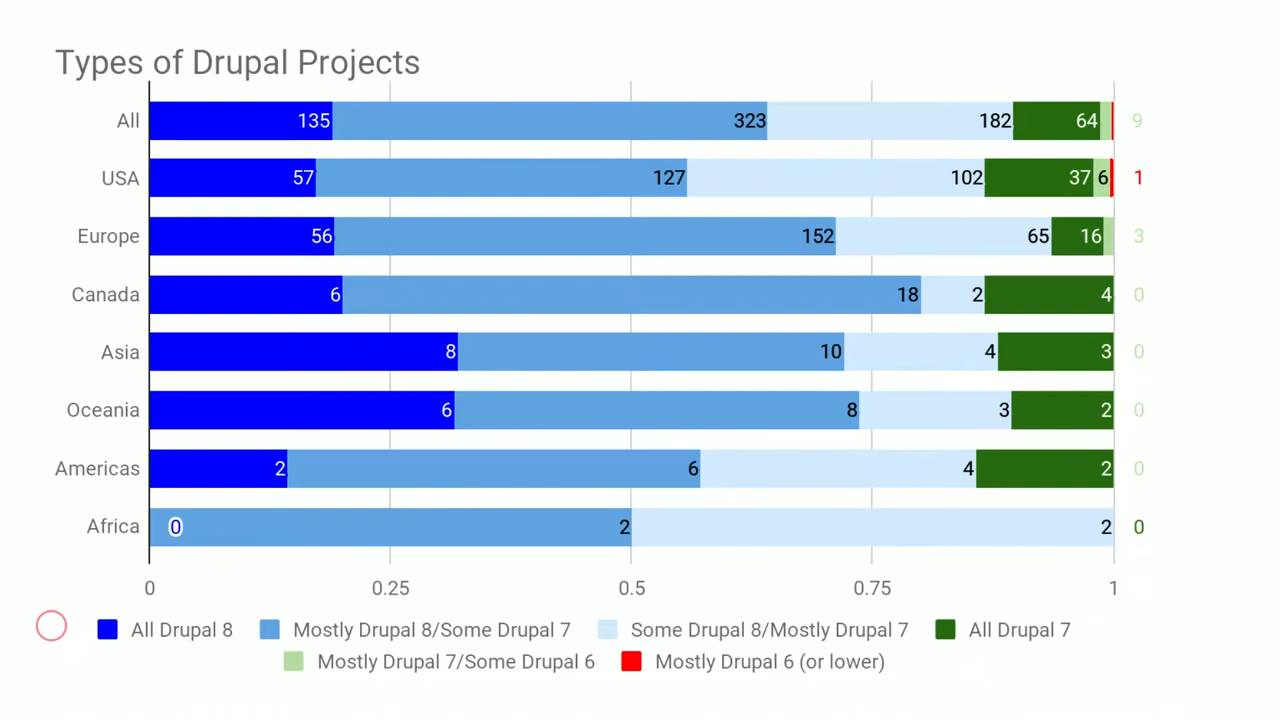 Types of Drupal Projects
All 135 323 182 64 9
USA 57 127 102 37 6 1
Europe 56 152 65 16 3
Canada 6 18 2 4 0
Asia 8 10 4 3 0
Oceania 6 8 3 2 0
Americas 2 6 4 2 0
Africa 0 2 2 0
0 0.25 0.5 0.75 1
All Drupal 8 Mostly Drupal 8/Some Drupal 7 Some Drupal 8/Mostly Drupal 7 All Drupal 7
Mostly Drupal 7/Some Drupal 6 Mostly Drupal 6 (or lower)